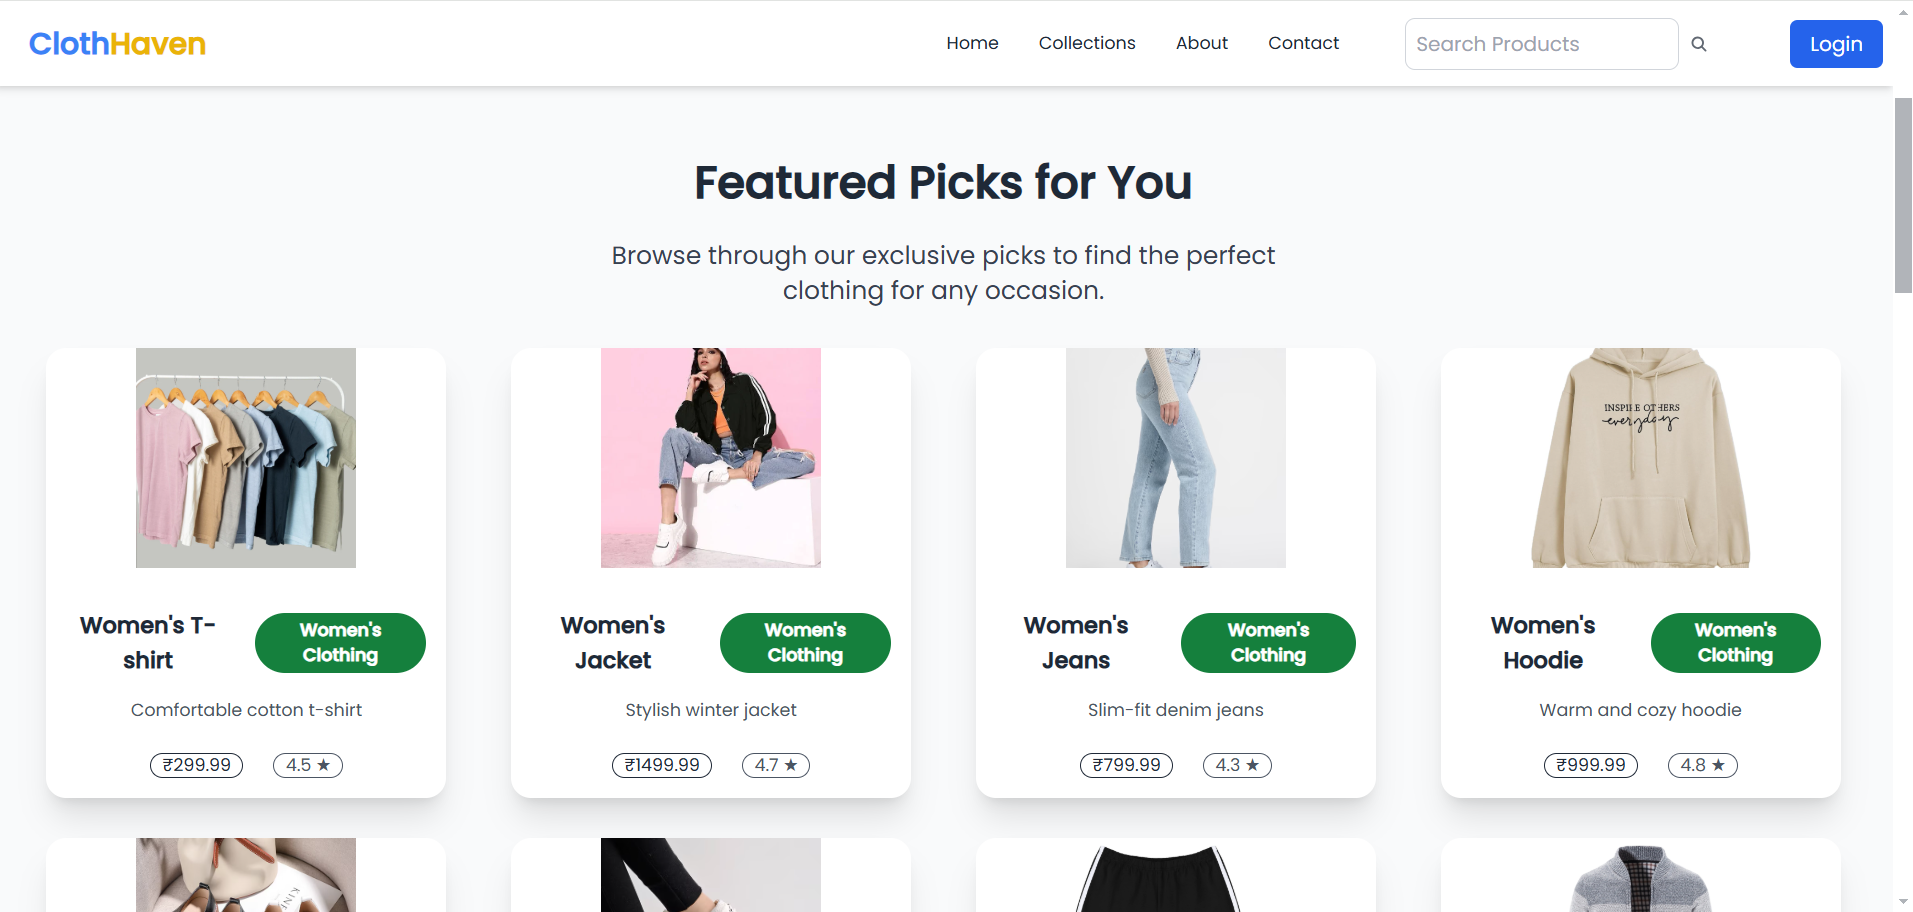 ClothHaven
Home
Collections
About
Contact
Search Products
Login
Featured Picks for You
Browse through our exclusive picks to find the perfect
clothing for any occasion.
INSPIRE OTHERS
everyday
Women's T-
shirt
Women's
Clothing
Comfortable cotton t-shirt
₹299.99
4.5 ★
Women's
Jacket
Women's
Clothing
Stylish winter jacket
₹1499.99
4.7 ★
Women's
Jeans
Women's
Clothing
Slim-fit denim jeans
₹799.99
4.3 ★
Women's
Hoodie
Women's
Clothing
Warm and cozy hoodie
₹999.99
4.8 ★